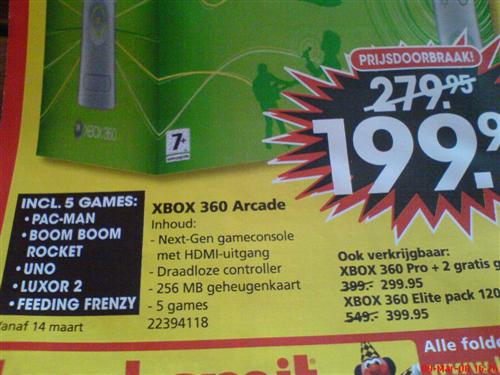 PRIJSDOORBRAAK!
279.95
199.9
XBOX360
7+
INCL. 5 GAMES:
• PAC-MAN
• BOOM BOOM
ROCKET
• UNO
• LUXOR 2
• FEEDING FRENZY
Vanaf 14 maart
XBOX 360 Arcade
Inhoud:
- Next-Gen gameconsole
met HDMI-uitgang
- Draadloze controller
- 256 MB geheugenkaart
- 5 games
22394118
Ook verkrijgbaar:
XBOX 360 Pro + 2 gratis g
399.- 299.95
XBOX 360 Elite pack 120
549.- 399.95
Alle folde